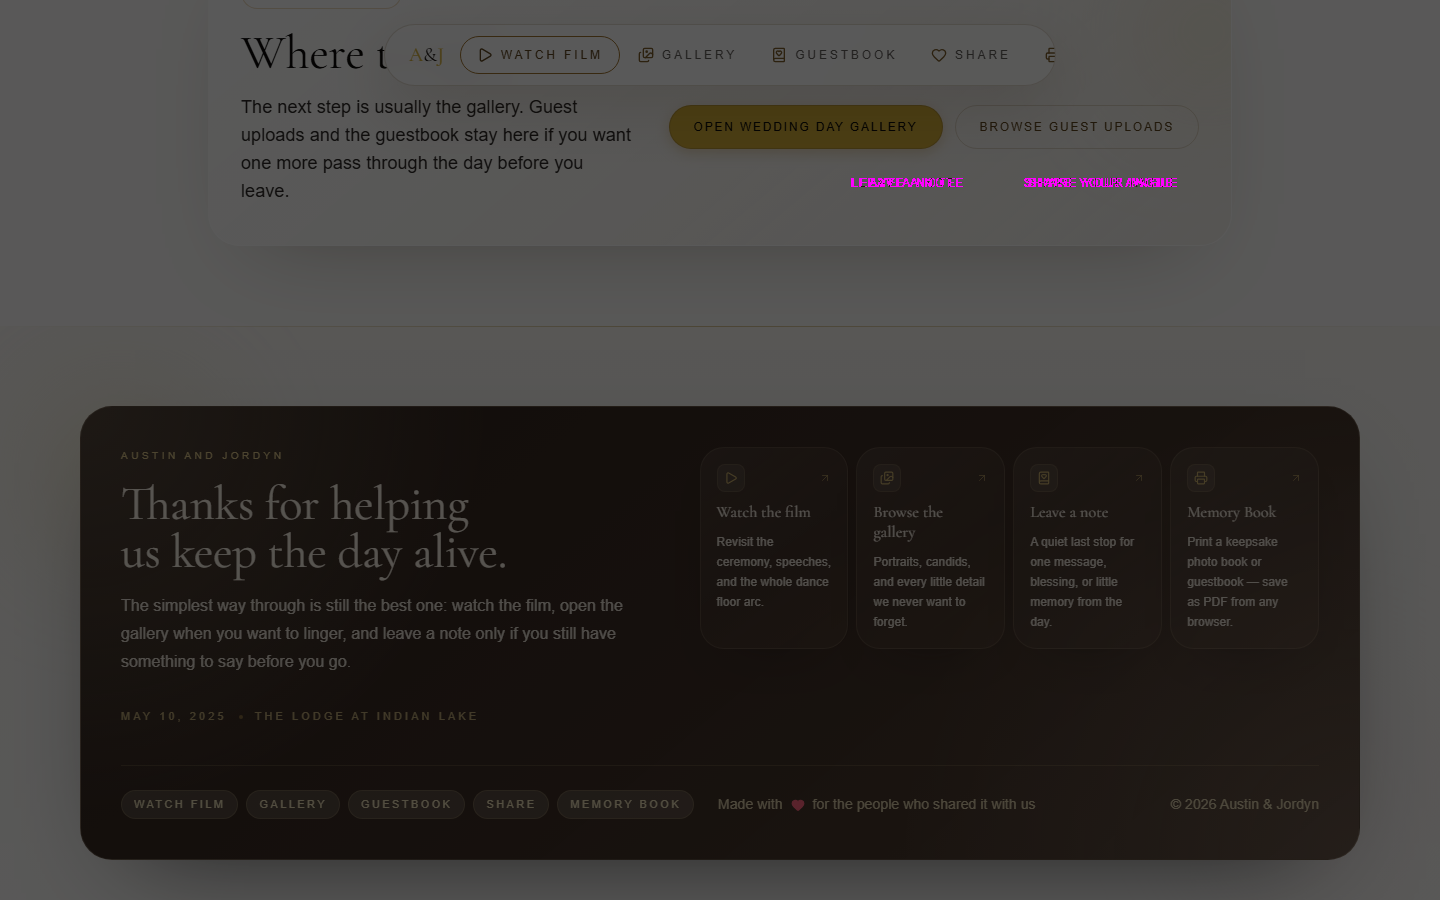 A&J
WATCH FILM
GALLERY
GUESTBOOK
SHARE
Where
The next step is usually the gallery. Guest
uploads and the guestbook stay here if you want
one more pass through the day before you
leave.
OPEN WEDDING DAY GALLERY
BROWSE GUEST UPLOADS
AUSTIN AND JORDYN
Thanks for helping
us keep the day alive.
The simplest way through is still the best one: watch the film, open the
gallery when you want to linger, and leave a note only if you still have
something to say before you go.
MAY 10, 2025 • THE LODGE AT INDIAN LAKE
Watch the film
Revisit the
ceremony, speeches,
and the whole dance
floor arc.
Browse the
gallery
Portraits, candids,
and every little detail
we never want to
forget.
Leave a note
A quiet last stop for
one message,
blessing, or little
memory from the
day.
Memory Book
Print a keepsake
photo book or
guestbook — save
as PDF from any
browser.
WATCH FILM
GALLERY
GUESTBOOK
SHARE
MEMORY BOOK
Made with ♥ for the people who shared it with us
© 2026 Austin & Jordyn